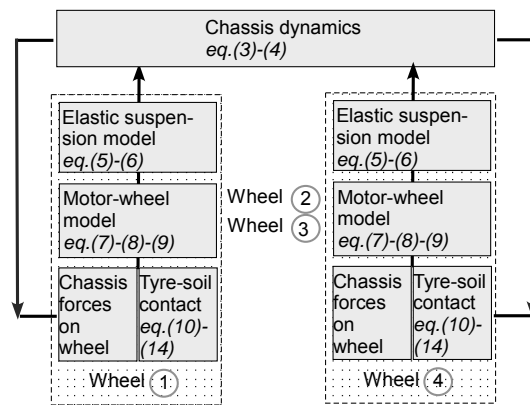 Chassis dynamics
eq.(3)-(4)
Elastic suspen-
sion model
eq.(5)-(6)
Motor-wheel
model
eq.(7)-(8)-(9)
Chassis
forces
on
wheel
Tyre-soil
contact
eq.(10)-
(14)
Wheel 1
Wheel 2
Wheel 3
Elastic suspen-
sion model
eq.(5)-(6)
Motor-wheel
model
eq.(7)-(8)-(9)
Chassis
forces
on
wheel
Tyre-soil
contact
eq.(10)-
(14)
Wheel 4